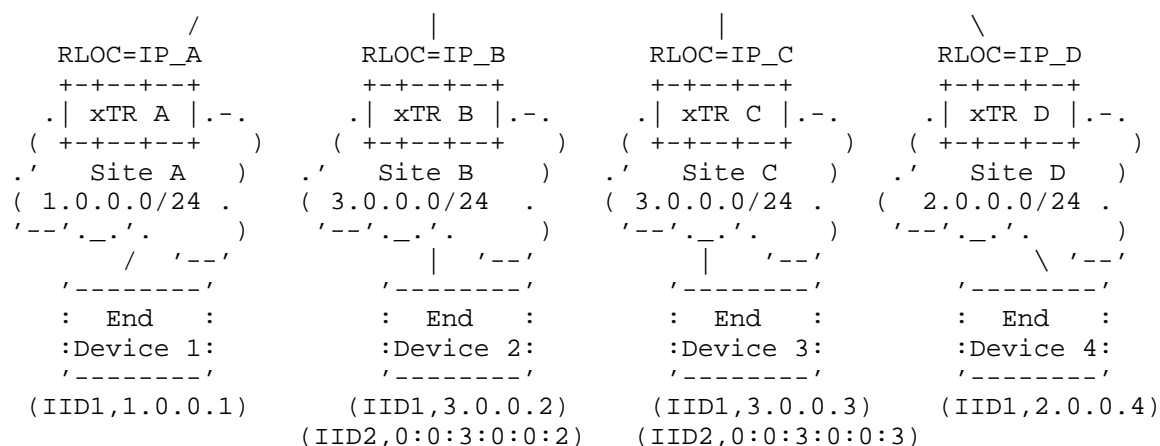 /                   |                       |                    \
    RLOC=IP_A             RLOC=IP_B            RLOC=IP_C             RLOC=IP_D
    +-+--+--+             +-+--+--+            +-+--+--+             +-+--+--+
   .| xTR A |.-.         .| xTR B |.-.        .| xTR C |.-.         .| xTR D |.-.
  ( +-+--+--+    )      ( +-+--+--+    )     ( +-+--+--+    )      ( +-+--+--+    )
.'    Site A   )      .'    Site B     )    .'    Site C   )      .'    Site D   )
( 1.0.0.0/24 .        ( 3.0.0.0/24   .      ( 3.0.0.0/24 .       (  2.0.0.0/24 .
'--'._.'.      )       '--'._.'.      )      '--'._.'.      )     '--'._.'.      )
        /  '--'                |  '--'            |   '--'                \ '--'
    '--------'             '--------'           '--------'            '--------'
    :  End   :             :  End   :           :  End   :            :  End   :
    :Device 1:             :Device 2:           :Device 3:            :Device 4:
    '--------'             '--------'           '--------'            '--------'
 (IID1,1.0.0.1)        (IID1,3.0.0.2)       (IID1,3.0.0.3)       (IID1,2.0.0.4)
                    (IID2,0:0:3:0:0:2)   (IID2,0:0:3:0:0:3)